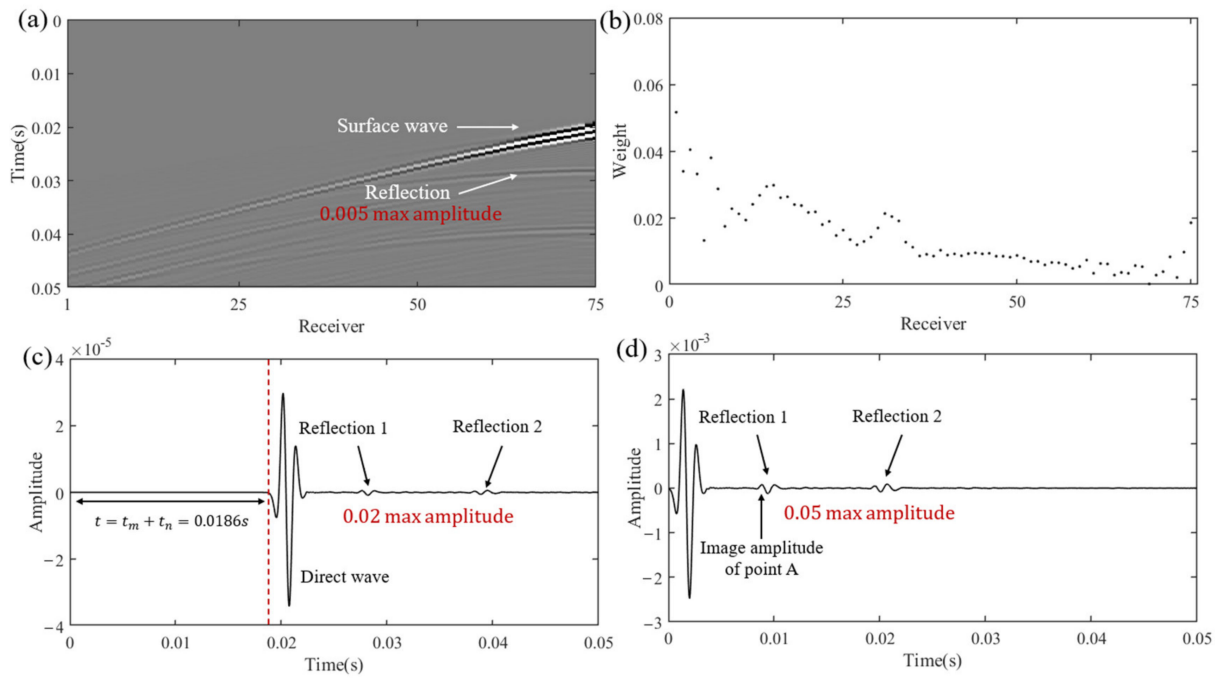 (a)
0
0.01
0.02
0.03
0.04
0.05
Time(s)
Surface wave
Reflection
0.005 max amplitude
1
25
50
75
Receiver
(b)
0.08
0.06
0.04
0.02
0
Weight
0
25
50
75
Receiver
(c)
×10⁻⁵
4
2
0
−2
−4
Amplitude
Reflection 1
Reflection 2
t = tₘ + tₙ = 0.0186s
0.02 max amplitude
Direct wave
0
0.01
0.02
0.03
0.04
0.05
Time(s)
(d)
×10⁻³
3
2
1
0
−1
−2
−3
Amplitude
Reflection 1
Reflection 2
0.05 max amplitude
Image amplitude
of point A
0
0.01
0.02
0.03
0.04
0.05
Time(s)